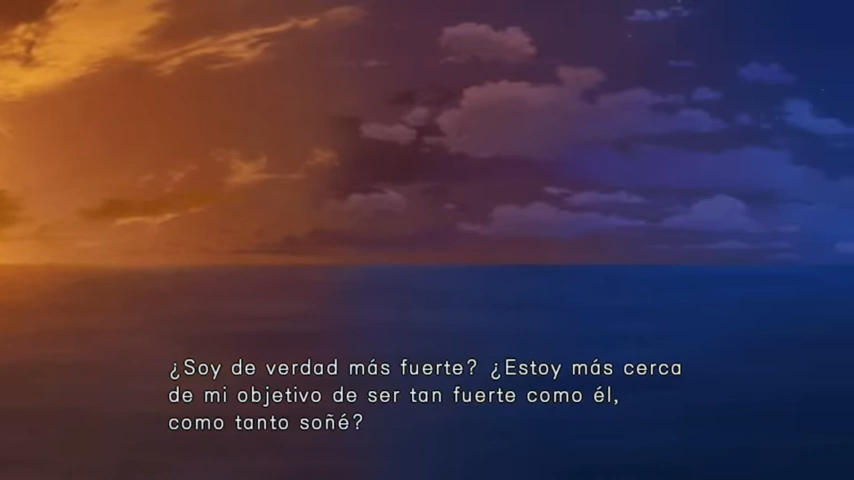 ¿Soy de verdad más fuerte? ¿Estoy más cerca
de mi objetivo de ser tan fuerte como él,
como tanto soñé?